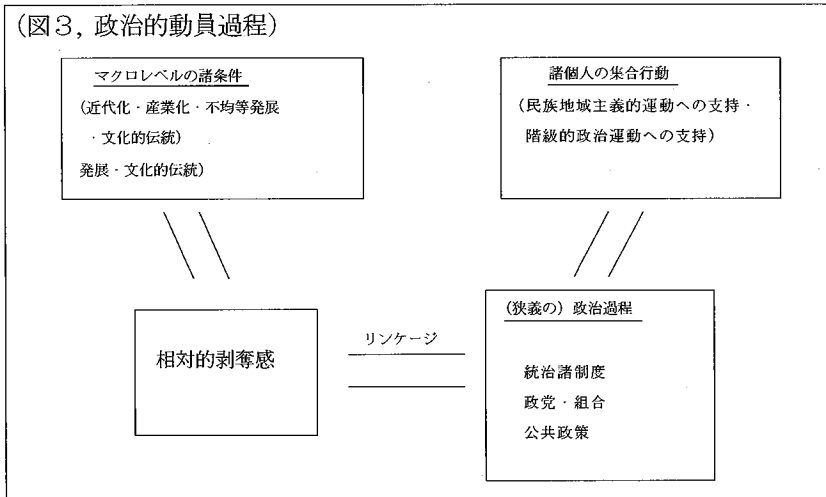 (図3, 政治的動員過程)
マクロレベルの諸条件
(近代化・産業化・不均等発展
・文化的伝統)
発展・文化的伝統)
諸個人の集合行動
(民族地域主義的運動への支持・
階級的政治運動への支持)
相対的剥奪感
リンケージ
(狭義の) 政治過程
統治諸制度
政党・組合
公共政策